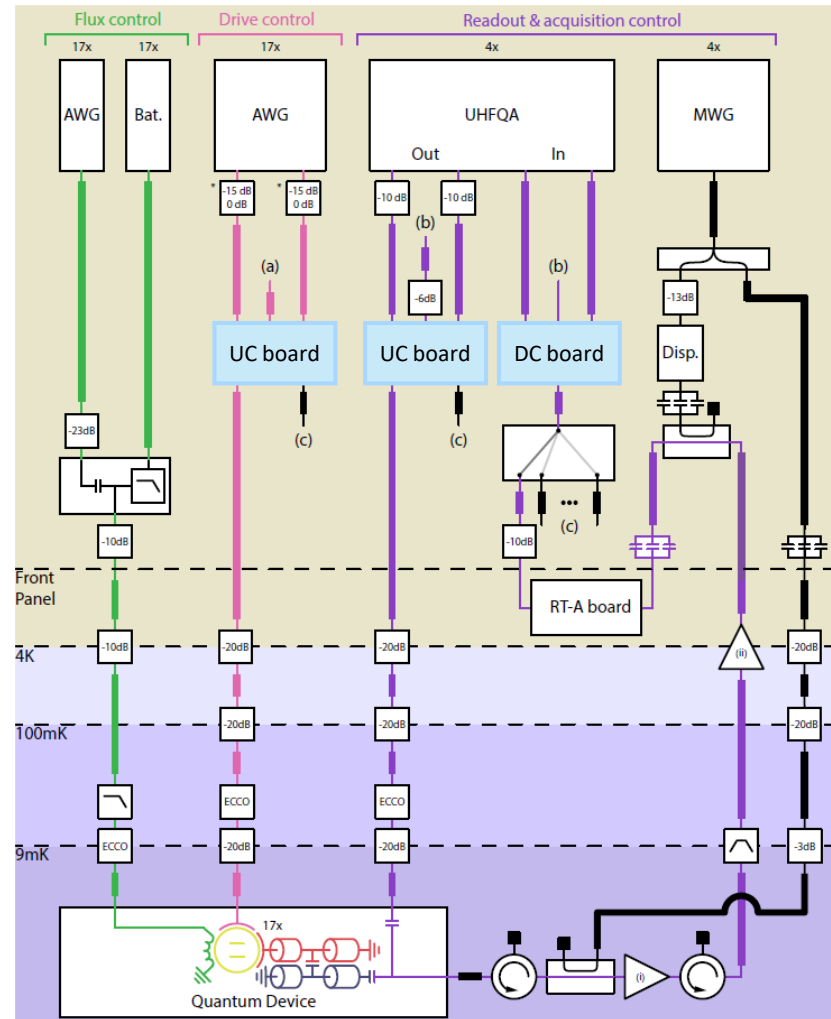 Flux control
Drive control
Readout & acquisition control
17x
17x
17x
4x
4x
AWG
Bat.
AWG
UHFQA
Out
In
MWG
*
-15 dB
0 dB
*
-15 dB
0 dB
-10 dB
-10 dB
(a)
(b)
(b)
-6dB
-13dB
UC board
UC board
DC board
Disp.
-23dB
(c)
(c)
•••
(c)
-10dB
-10dB
Front
Panel
RT-A board
4K
-10dB
-20dB
-20dB
(ii)
-20dB
100mK
-20dB
-20dB
-20dB
ECCO
ECCO
9mK
ECCO
-20dB
-20dB
-3dB
17x
(i)
Quantum Device